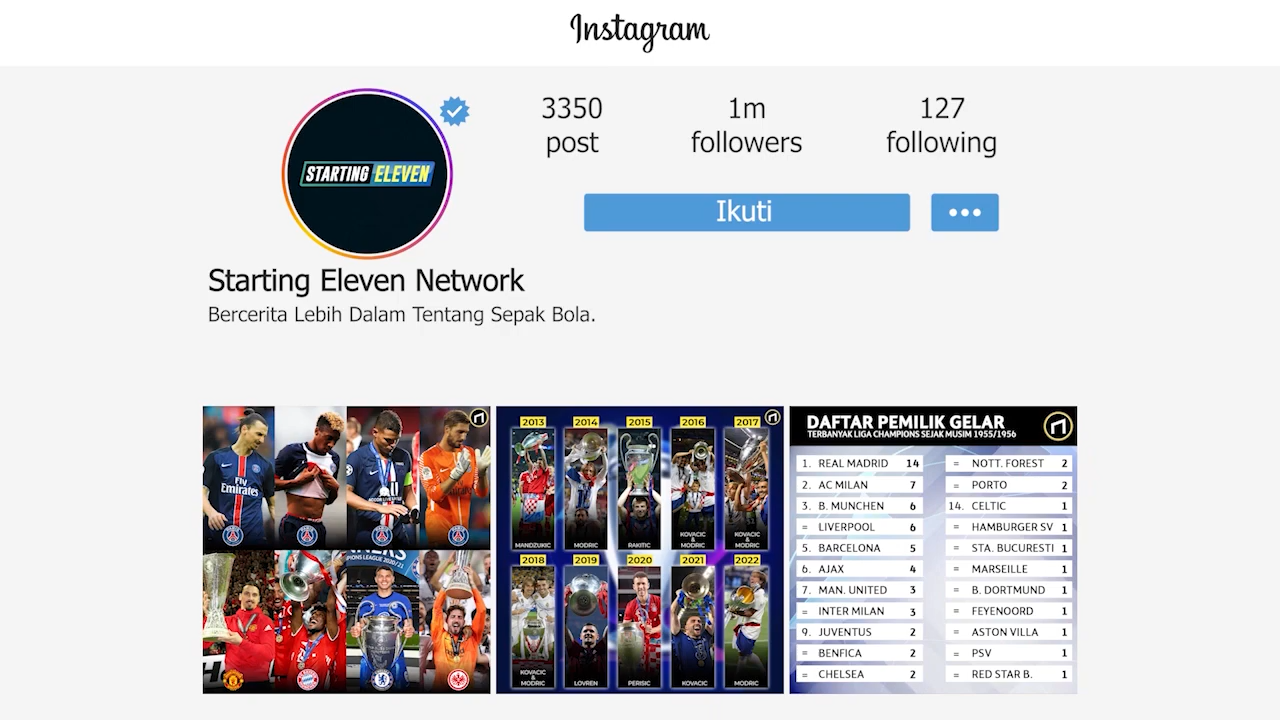 Instagram
STARTING ELEVEN
3350
post
1m
followers
127
following
Ikuti
Starting Eleven Network
Bercerita Lebih Dalam Tentang Sepak Bola.
Fly
Emirates
2013
2014
2015
2016
2017
MANDZUKIC
MODRIC
RAKITIC
KOVACIC
&
MODRIC
KOVACIC
&
MODRIC
2018
2019
2020
2021
2022
KOVACIC
&
MODRIC
LOVREN
PERISIC
KOVACIC
MODRIC
DAFTAR PEMILIK GELAR
TERBANYAK LIGA CHAMPIONS SEJAK MUSIM 1955/1956
1. REAL MADRID 14
2. AC MILAN 7
3. B. MUNCHEN 6
= LIVERPOOL 6
5. BARCELONA 5
6. AJAX 4
7. MAN. UNITED 3
= INTER MILAN 3
9. JUVENTUS 2
= BENFICA 2
= CHELSEA 2
= NOTT. FOREST 2
= PORTO 2
14. CELTIC 1
= HAMBURGER SV 1
= STA. BUCURESTI 1
= MARSEILLE 1
= B. DORTMUND 1
= FEYENOORD 1
= ASTON VILLA 1
= PSV 1
= RED STAR B. 1